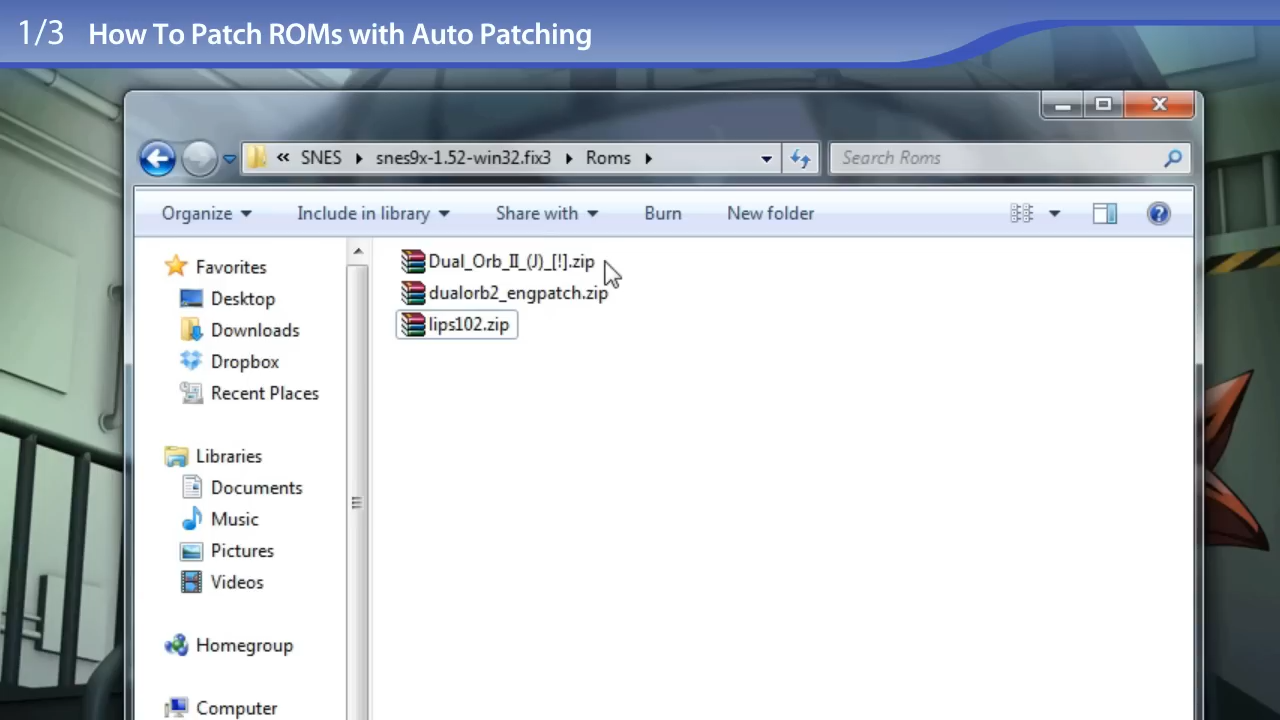 1/3 How To Patch ROMs with Auto Patching
« SNES snes9x-1.52-win32.fix3 Roms
Search Roms
Organize Include in library Share with Burn New folder
Favorites
Desktop
Downloads
Dropbox
Recent Places
Libraries
Documents
Music
Pictures
Videos
Homegroup
Computer
Dual_Orb_II_(J)_[!].zip
dualorb2_engpatch.zip
lips102.zip